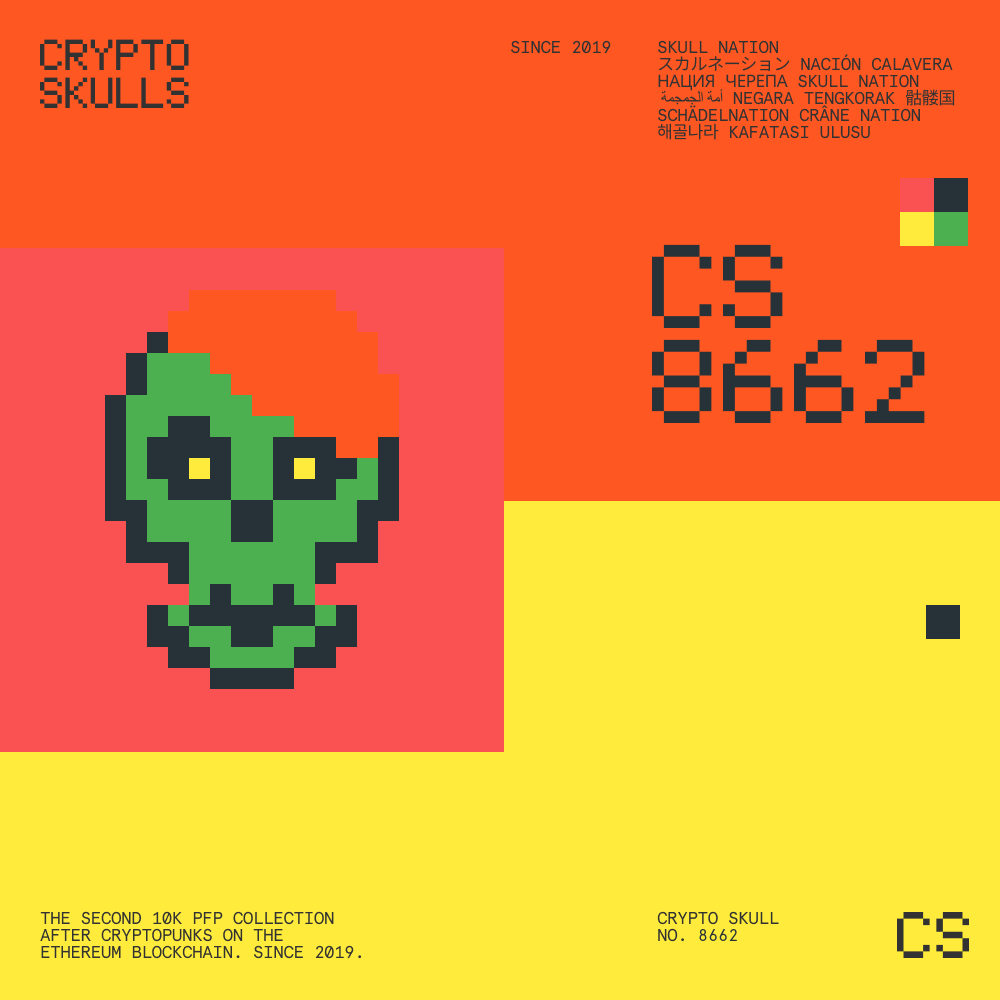 CRYPTO
SKULLS
SINCE 2019
SKULL NATION
スカルネーション NACIÓN CALAVERA
НАЦИЯ ЧЕРЕПА SKULL NATION
أمة الجمجمة NEGARA TENGKORAK 骷髅国
SCHÄDELNATION CRÂNE NATION
해골나라 KAFATASI ULUSU
CS
8662
THE SECOND 10K PFP COLLECTION
AFTER CRYPTOPUNKS ON THE
ETHEREUM BLOCKCHAIN. SINCE 2019.
CRYPTO SKULL
NO. 8662
CS